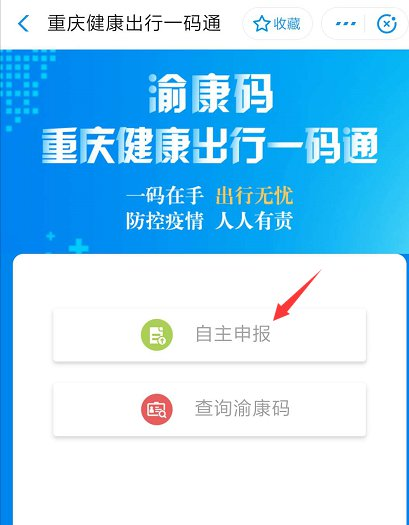 重庆健康出行一码通
收藏
渝康码
重庆健康出行一码通
一码在手 出行无忧
防控疫情 人人有责
自主申报
查询渝康码